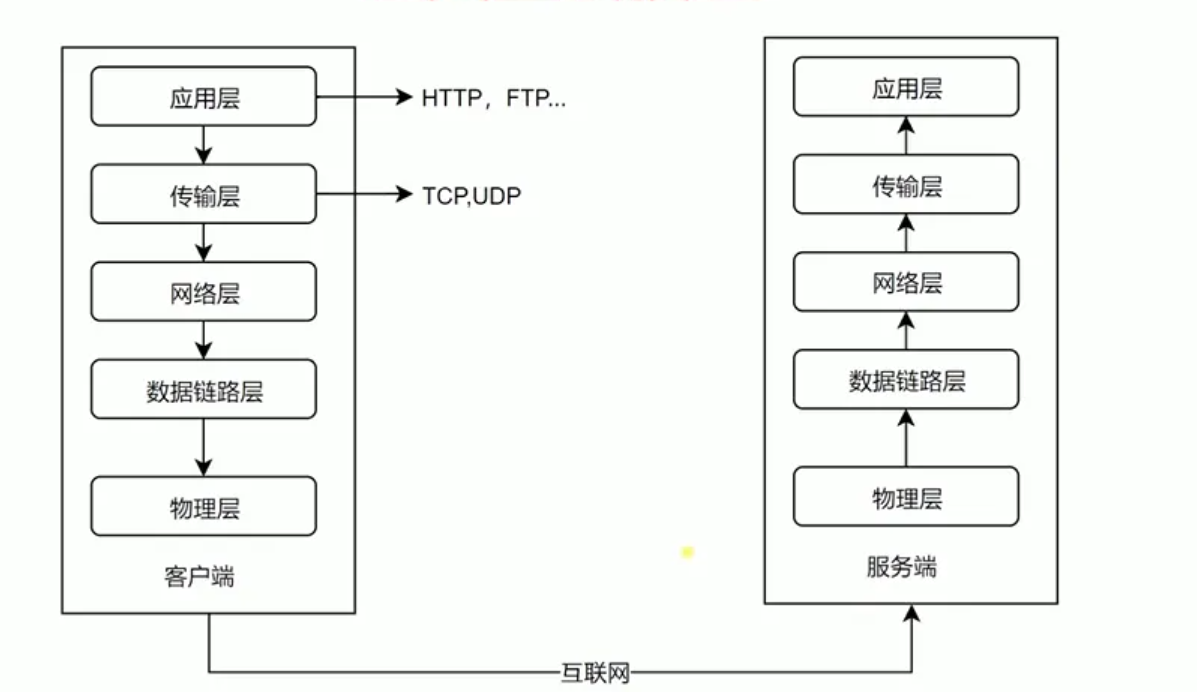 应用层
HTTP，FTP...
传输层
TCP,UDP
网络层
数据链路层
物理层
客户端
应用层
传输层
网络层
数据链路层
物理层
服务端
互联网